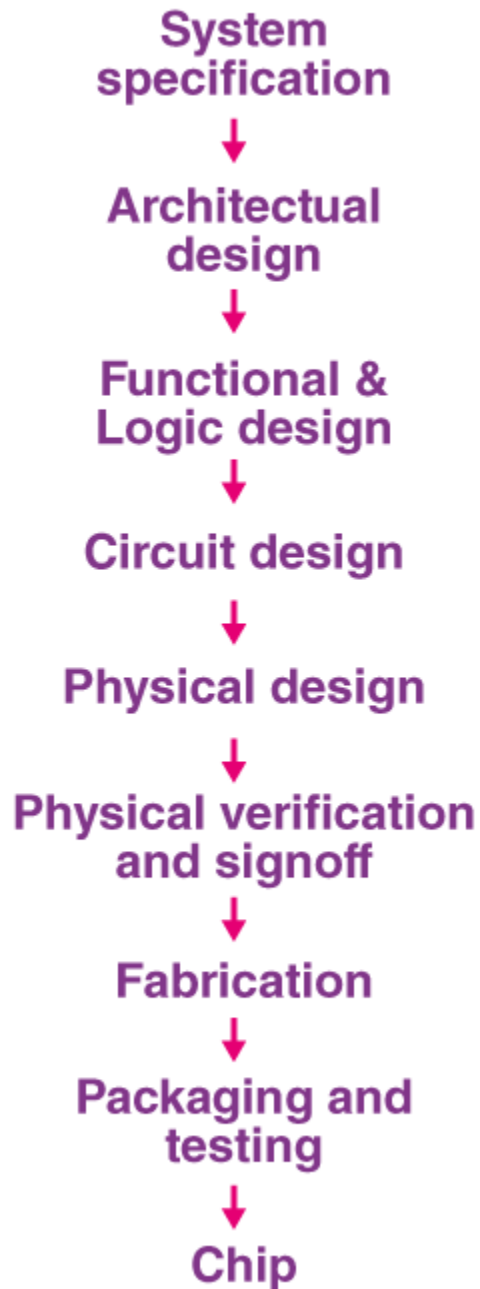 System
specification
Architectual
design
Functional &
Logic design
Circuit design
Physical design
Physical verification
and signoff
Fabrication
Packaging and
testing
Chip